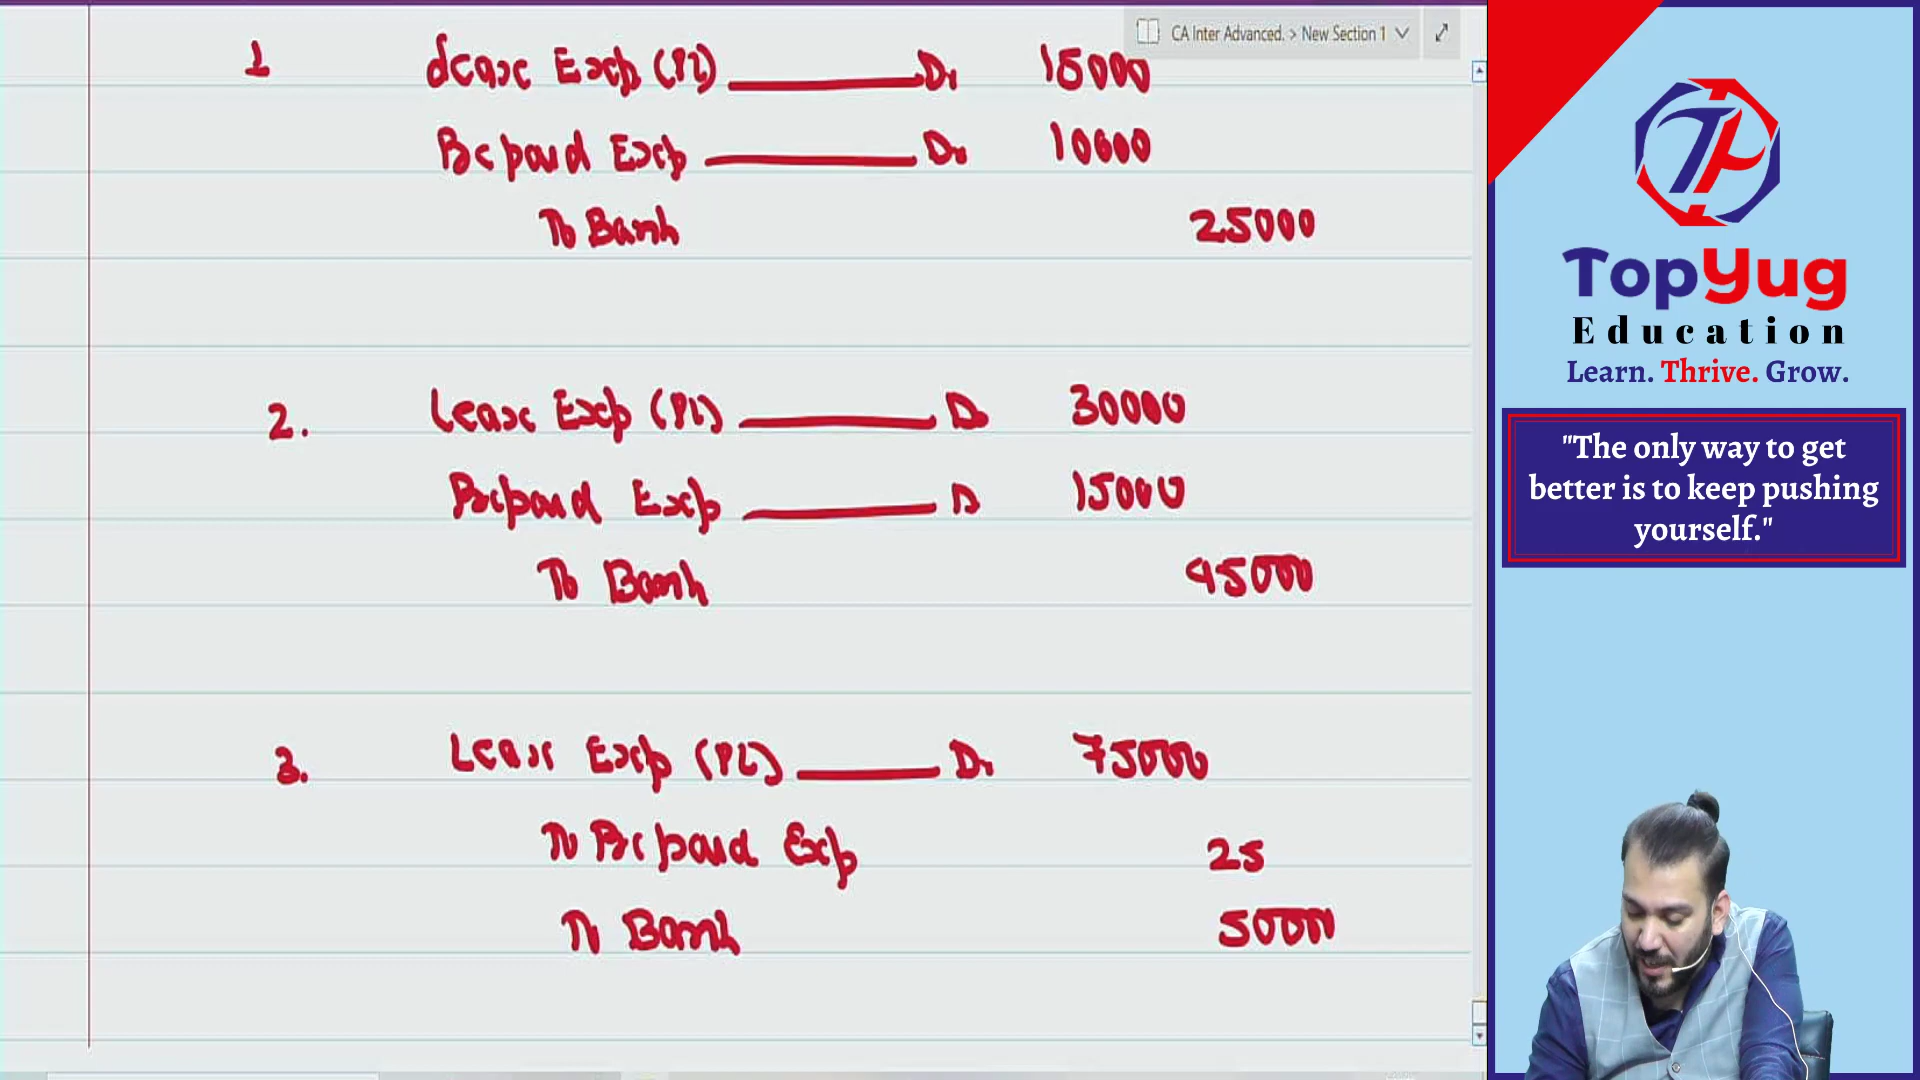 CA Inter Advanced. > New Section 1
1 Lease Exp (PL) Dr 15000
Prepaid Exp Dr 10000
To Bank 25000
2. Lease Exp (PL) Dr 30000
Prepaid Exp Dr 15000
To Bank 45000
3. Lease Exp (PL) Dr 75000
To Prepaid Exp 25
To Bank 50000
TopYug
Education
Learn. Thrive. Grow.
"The only way to get
better is to keep pushing
yourself."